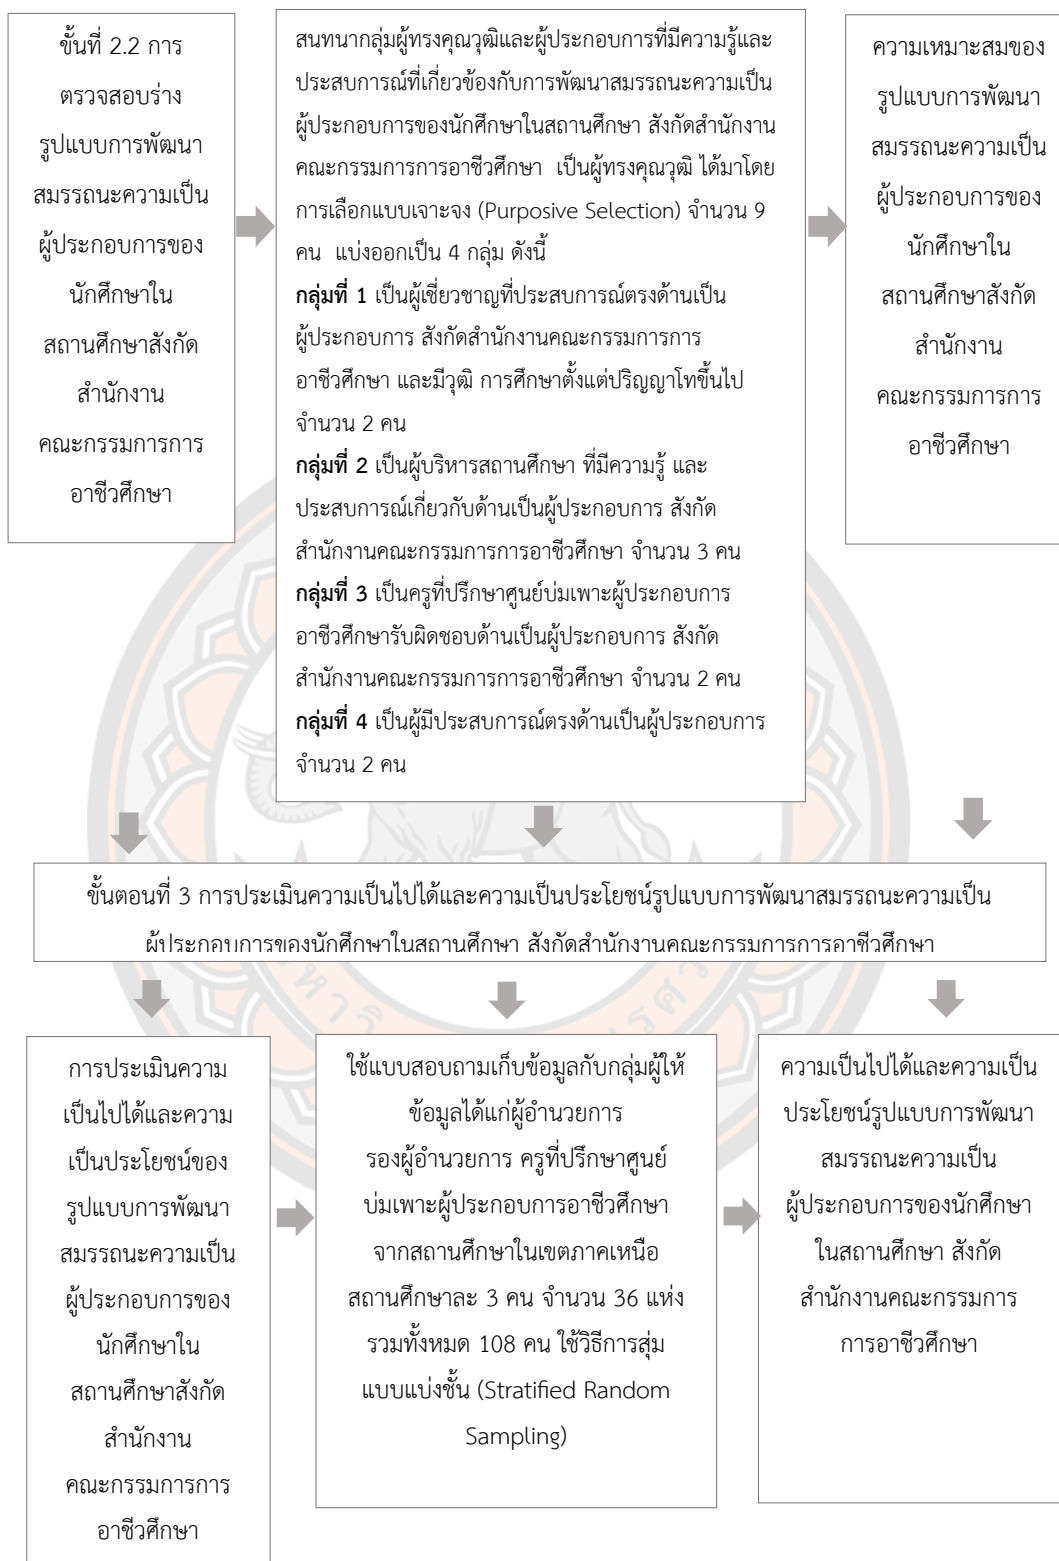 ขั้นที่ 2.2 การ
ตรวจสอบร่าง
รูปแบบการพัฒนา
สมรรถนะความเป็น
ผู้ประกอบการของ
นักศึกษาใน
สถานศึกษาสังกัด
สำนักงาน
คณะกรรมการการ
อาชีวศึกษา
สนทนากลุ่มผู้ทรงคุณวุฒิและผู้ประกอบการที่มีความรู้และ
ประสบการณ์ที่เกี่ยวข้องกับการพัฒนาสมรรถนะความเป็น
ผู้ประกอบการของนักศึกษาในสถานศึกษา สังกัดสำนักงาน
คณะกรรมการการอาชีวศึกษา เป็นผู้ทรงคุณวุฒิ ได้มาโดย
การเลือกแบบเจาะจง (Purposive Selection) จำนวน 9
คน แบ่งออกเป็น 4 กลุ่ม ดังนี้
กลุ่มที่ 1 เป็นผู้เชี่ยวชาญที่ประสบการณ์ตรงด้านเป็น
ผู้ประกอบการ สังกัดสำนักงานคณะกรรมการการ
อาชีวศึกษา และมีวุฒิ การศึกษาตั้งแต่ปริญญาโทขึ้นไป
จำนวน 2 คน
กลุ่มที่ 2 เป็นผู้บริหารสถานศึกษา ที่มีความรู้ และ
ประสบการณ์เกี่ยวกับด้านเป็นผู้ประกอบการ สังกัด
สำนักงานคณะกรรมการการอาชีวศึกษา จำนวน 3 คน
กลุ่มที่ 3 เป็นครูที่ปรึกษาศูนย์บ่มเพาะผู้ประกอบการ
อาชีวศึกษารับผิดชอบด้านเป็นผู้ประกอบการ สังกัด
สำนักงานคณะกรรมการการอาชีวศึกษา จำนวน 2 คน
กลุ่มที่ 4 เป็นผู้มีประสบการณ์ตรงด้านเป็นผู้ประกอบการ
จำนวน 2 คน
ความเหมาะสมของ
รูปแบบการพัฒนา
สมรรถนะความเป็น
ผู้ประกอบการของ
นักศึกษาใน
สถานศึกษาสังกัด
สำนักงาน
คณะกรรมการการ
อาชีวศึกษา
ขั้นตอนที่ 3 การประเมินความเป็นไปได้และความเป็นประโยชน์รูปแบบการพัฒนาสมรรถนะความเป็น
ผู้ประกอบการของนักศึกษาในสถานศึกษา สังกัดสำนักงานคณะกรรมการการอาชีวศึกษา
การประเมินความ
เป็นไปได้และความ
เป็นประโยชน์ของ
รูปแบบการพัฒนา
สมรรถนะความเป็น
ผู้ประกอบการของ
นักศึกษาใน
สถานศึกษาสังกัด
สำนักงาน
คณะกรรมการการ
อาชีวศึกษา
ใช้แบบสอบถามเก็บข้อมูลกับกลุ่มผู้ให้
ข้อมูลได้แก่ผู้อำนวยการ
รองผู้อำนวยการ ครูที่ปรึกษาศูนย์
บ่มเพาะผู้ประกอบการอาชีวศึกษา
จากสถานศึกษาในเขตภาคเหนือ
สถานศึกษาละ 3 คน จำนวน 36 แห่ง
รวมทั้งหมด 108 คน ใช้วิธีการสุ่ม
แบบแบ่งชั้น (Stratified Random
Sampling)
ความเป็นไปได้และความเป็น
ประโยชน์รูปแบบการพัฒนา
สมรรถนะความเป็น
ผู้ประกอบการของนักศึกษา
ในสถานศึกษา สังกัด
สำนักงานคณะกรรมการ
การอาชีวศึกษา